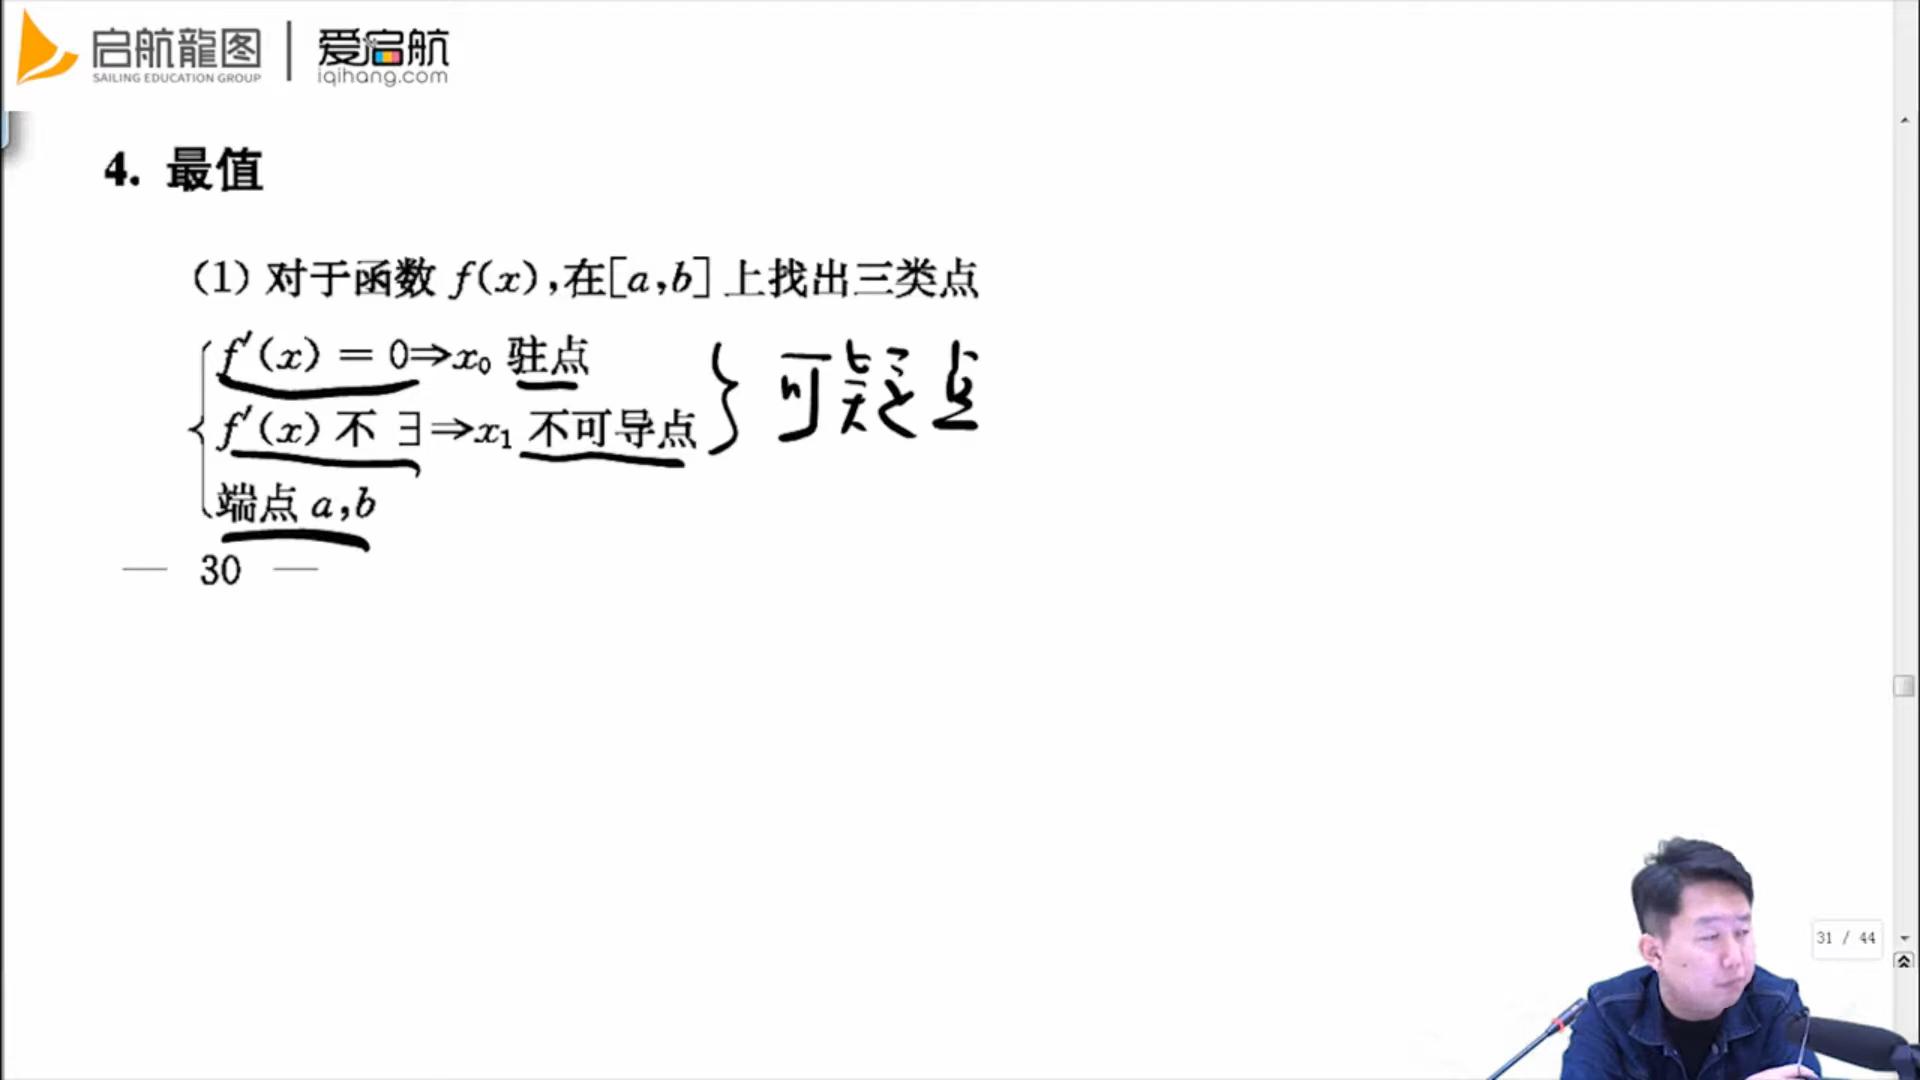 启航龍图 | 爱启航
SAILING EDUCATION GROUP iqihang.com
4. 最值
(1) 对于函数 f(x),在[a,b]上找出三类点
f′(x) = 0⇒x₀ 驻点
f′(x) 不 ∃⇒x₁ 不可导点
} 可疑点
端点 a,b
— 30 —
31 / 44